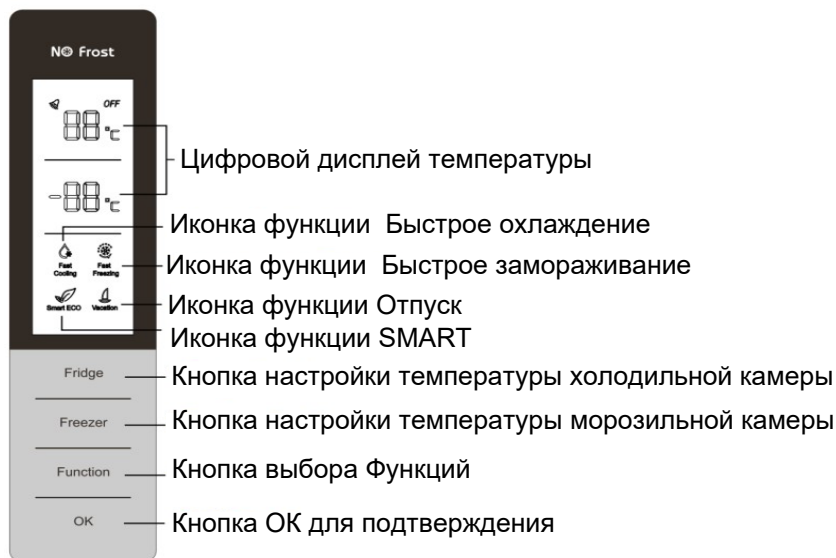 NO Frost
OFF
88 °C
Цифровой дисплей температуры
-88 °C
Иконка функции Быстрое охлаждение
Fast Cooling
Fast Freezing
Иконка функции Быстрое замораживание
Smart ECO
Vacation
Иконка функции Отпуск
Иконка функции SMART
Fridge
Кнопка настройки температуры холодильной камеры
Freezer
Кнопка настройки температуры морозильной камеры
Function
Кнопка выбора Функций
OK
Кнопка ОК для подтверждения